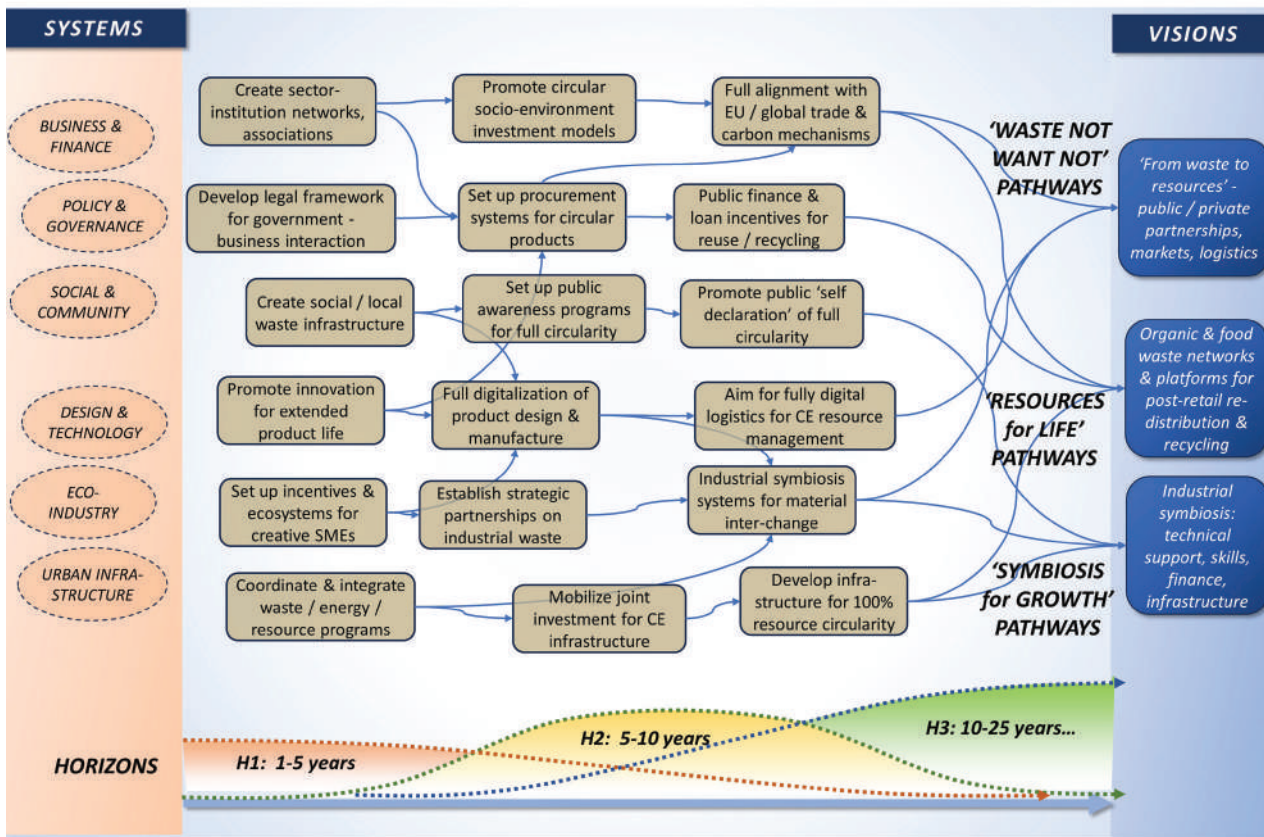 SYSTEMS
VISIONS
BUSINESS &
FINANCE
POLICY &
GOVERNANCE
SOCIAL &
COMMUNITY
DESIGN &
TECHNOLOGY
ECO-
INDUSTRY
URBAN INFRA-
STRUCTURE
Create sector-
institution networks,
associations
Promote circular
socio-environment
investment models
Full alignment with
EU / global trade &
carbon mechanisms
Develop legal framework
for government -
business interaction
Set up procurement
systems for circular
products
Public finance &
loan incentives for
reuse / recycling
Create social / local
waste infrastructure
Set up public
awareness programs
for full circularity
Promote public ‘self
declaration’ of full
circularity
Promote innovation
for extended
product life
Full digitalization of
product design &
manufacture
Aim for fully digital
logistics for CE resource
management
Set up incentives &
ecosystems for
creative SMEs
Establish strategic
partnerships on
industrial waste
Industrial symbiosis
systems for material
inter-change
Coordinate & integrate
waste / energy /
resource programs
Mobilize joint
investment for CE
infrastructure
Develop infra-
structure for 100%
resource circularity
‘WASTE NOT
WANT NOT’
PATHWAYS
‘RESOURCES
for LIFE’
PATHWAYS
‘SYMBIOSIS
for GROWTH’
PATHWAYS
‘From waste to
resources’ -
public / private
partnerships,
markets, logistics
Organic & food
waste networks
& platforms for
post-retail re-
distribution &
recycling
Industrial
symbiosis:
technical
support, skills,
finance,
infrastructure
HORIZONS
H1: 1-5 years
H2: 5-10 years
H3: 10-25 years...